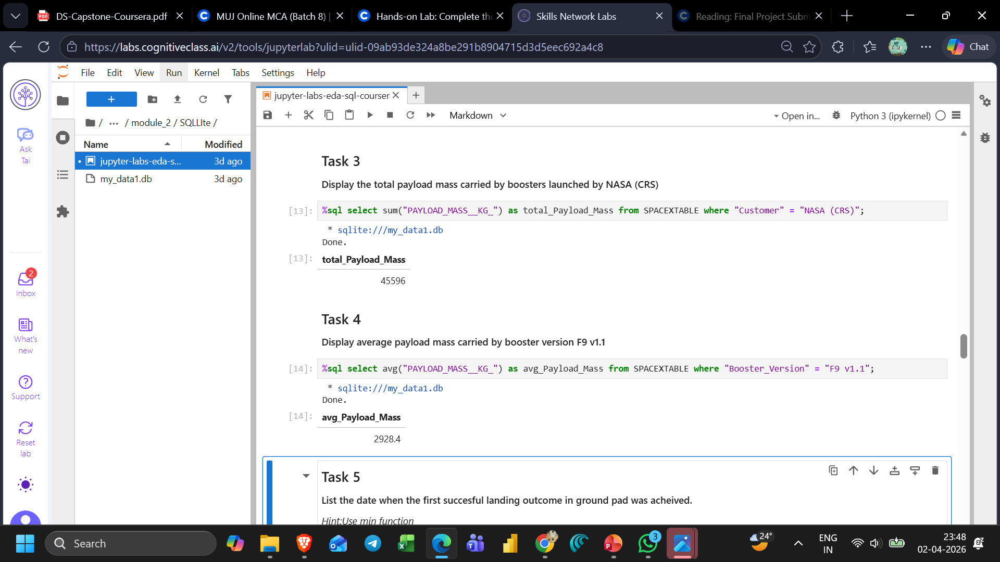 DS-Capstone-Coursera.pdf
MUJ Online MCA (Batch 8) |
Hands-on Lab: Complete the
Skills Network Labs
Reading: Final Project Subm
https://labs.cognitiveclass.ai/v2/tools/jupyterlab?ulid=ulid-09ab93de324a8be291b8904715d3d5eec692a4c8
Chat
File Edit View Run Kernel Tabs Settings Help
Ask
Tai
Inbox
2
What's
new
Support
Reset
lab
/ ... / module_2 / SQLLIte /
Name Modified
jupyter-labs-eda-s... 3d ago
my_data1.db 3d ago
jupyter-labs-eda-sql-courser
Markdown
Open in...
Python 3 (ipykernel)
Task 3
Display the total payload mass carried by boosters launched by NASA (CRS)
[13]: %sql select sum("PAYLOAD_MASS__KG_") as total_Payload_Mass from SPACEXTABLE where "Customer" = "NASA (CRS)";
* sqlite:///my_data1.db
Done.
[13]: total_Payload_Mass
45596
Task 4
Display average payload mass carried by booster version F9 v1.1
[14]: %sql select avg("PAYLOAD_MASS__KG_") as avg_Payload_Mass from SPACEXTABLE where "Booster_Version" = "F9 v1.1";
* sqlite:///my_data1.db
Done.
[14]: avg_Payload_Mass
2928.4
Task 5
List the date when the first succesful landing outcome in ground pad was acheived.
Hint:Use min function
Search
3
24°
ENG
IN
23:48
02-04-2026